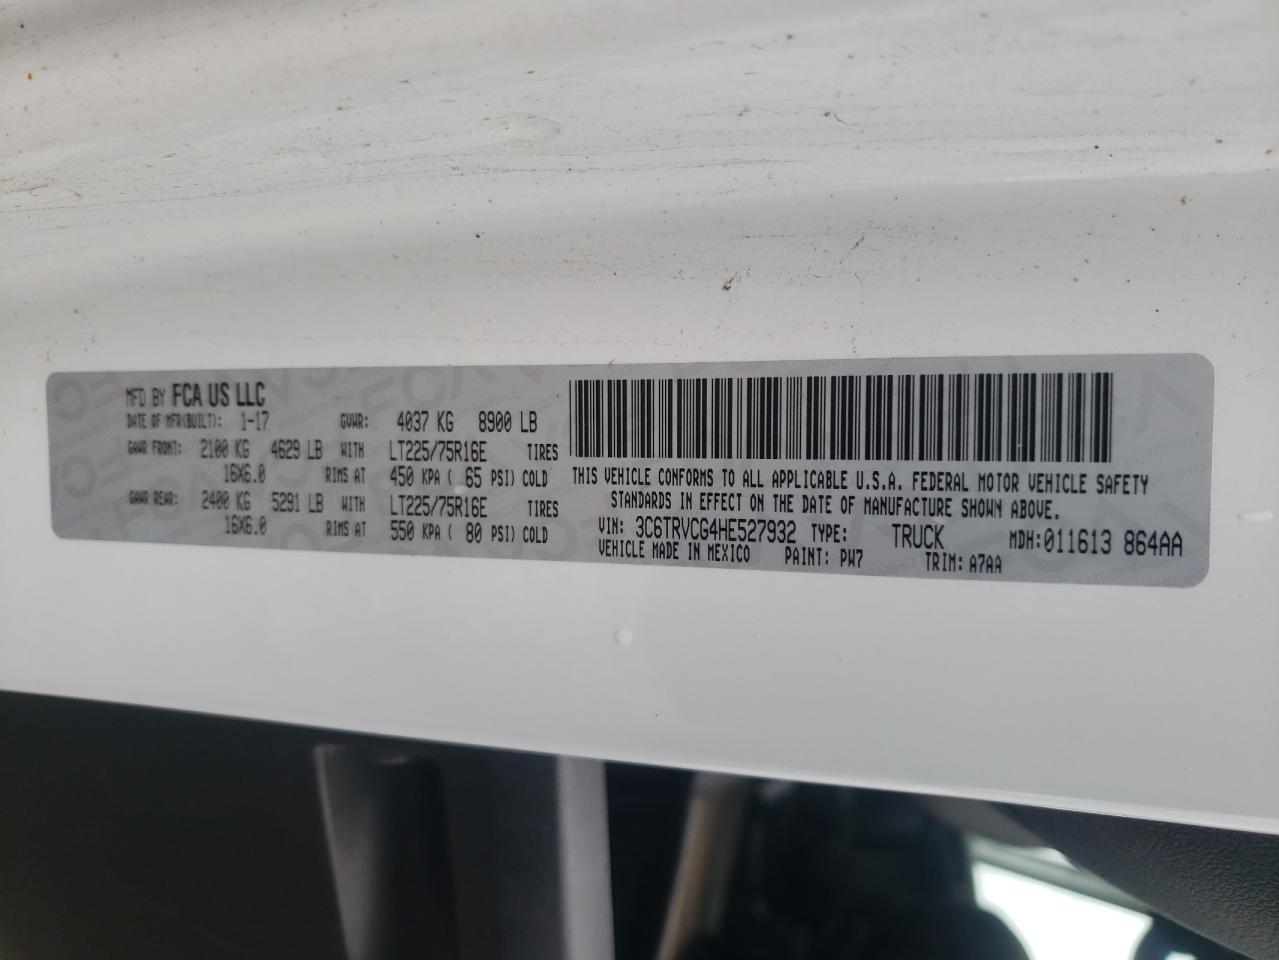 MFD BY FCA US LLC
DATE OF MFR(BUILT): 1-17 GVWR: 4037 KG 8900 LB
GAWR FRONT: 2100 KG 4629 LB WITH LT225/75R16E TIRES
16X6.0 RIMS AT 450 KPA ( 65 PSI) COLD
GAWR REAR: 2400 KG 5291 LB WITH LT225/75R16E TIRES
16X6.0 RIMS AT 550 KPA ( 80 PSI) COLD
THIS VEHICLE CONFORMS TO ALL APPLICABLE U.S.A. FEDERAL MOTOR VEHICLE SAFETY
STANDARDS IN EFFECT ON THE DATE OF MANUFACTURE SHOWN ABOVE.
VIN: 3C6TRVCG4HE527932 TYPE: TRUCK MDH:011613 864AA
VEHICLE MADE IN MEXICO PAINT: PW7 TRIM: A7AA